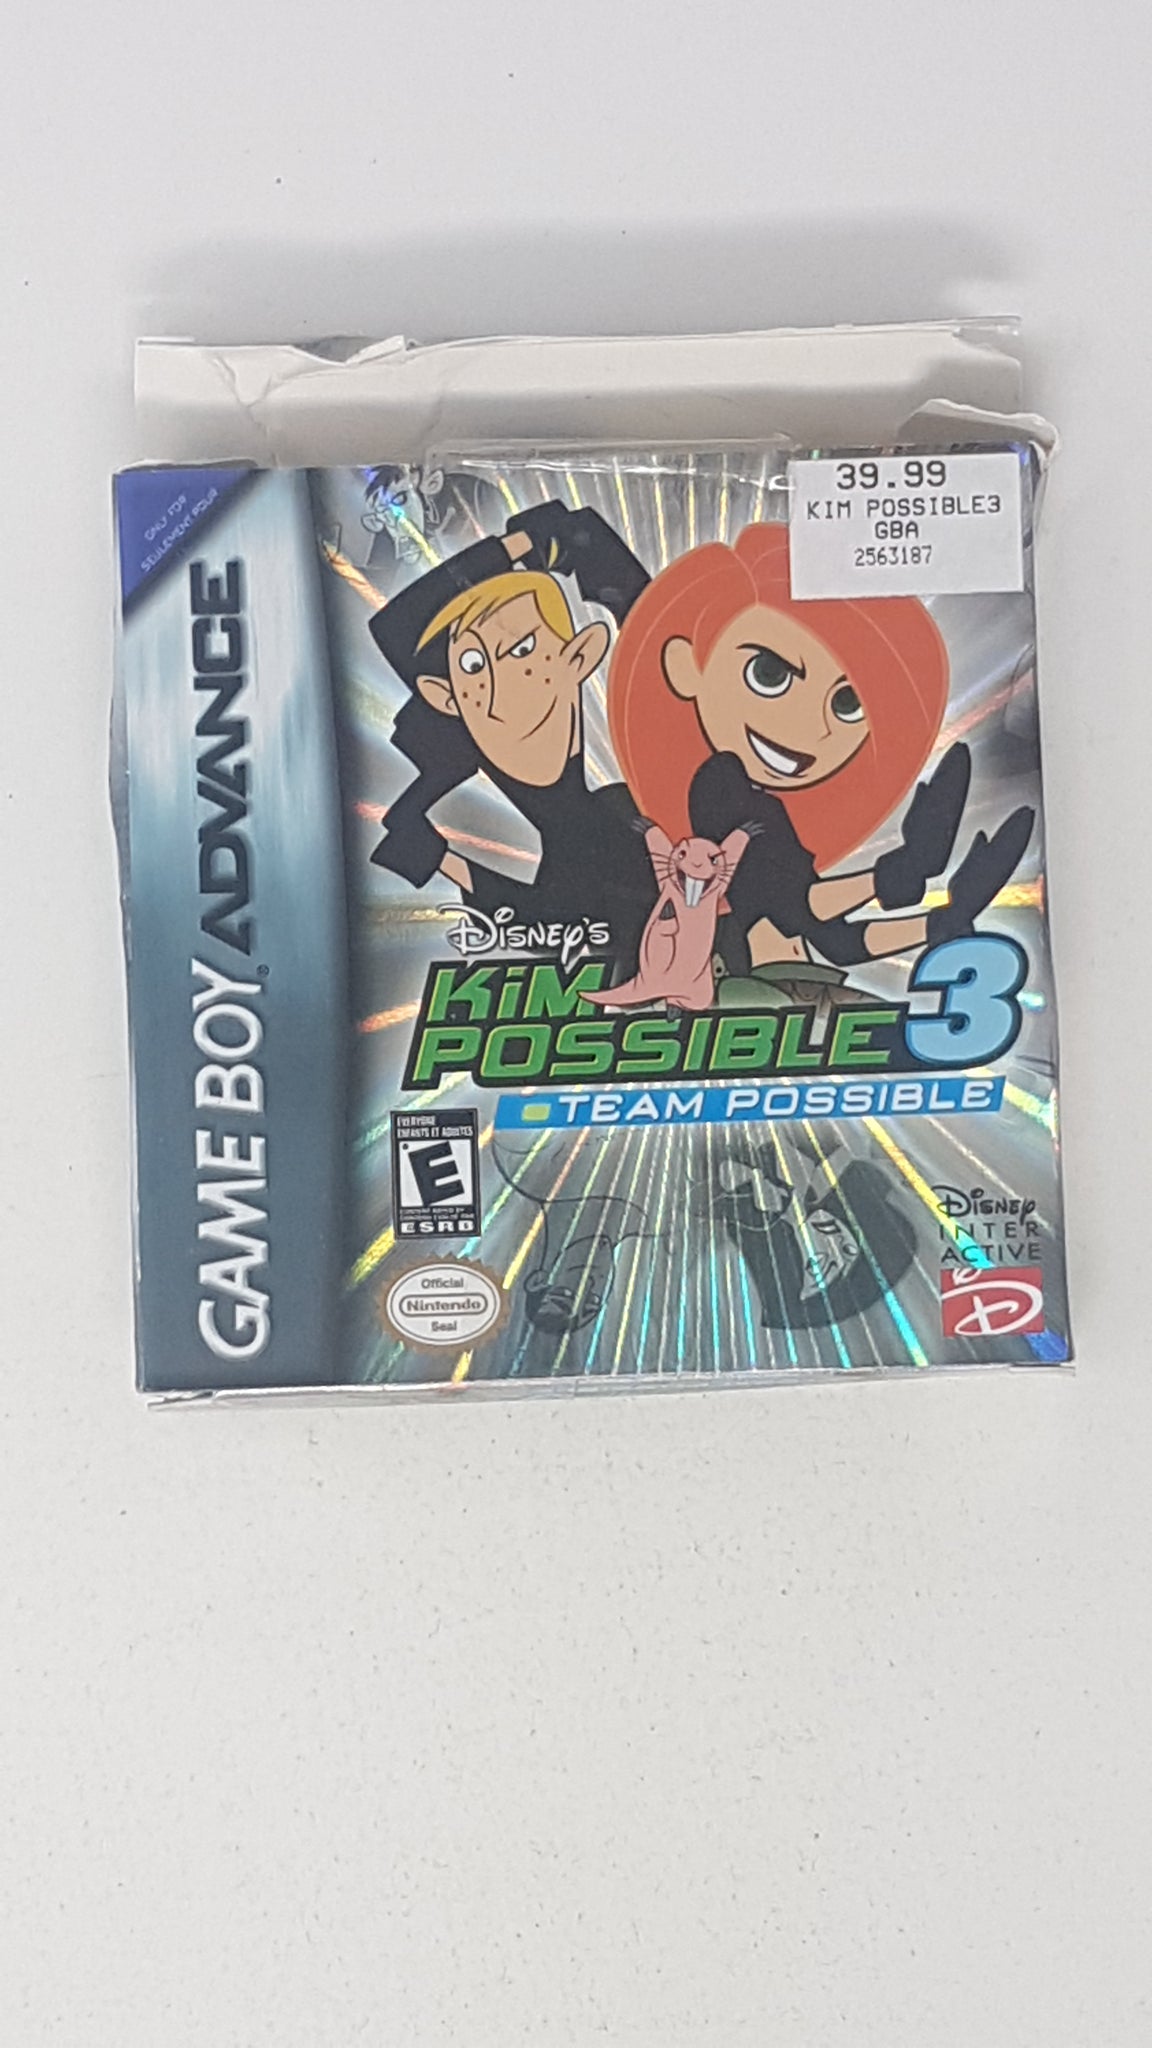 39.99
KIM POSSIBLE3
GBA
2563187
ONLY FOR
SEULEMENT POUR
GAME BOY ADVANCE
®
Disney's
KiM
POSSIBLE 3
TEAM POSSIBLE
EVERYONE
ENFANTS ET ADULTES
E
ESRB
Official
Nintendo
Seal
Disney
INTER
ACTIVE
D